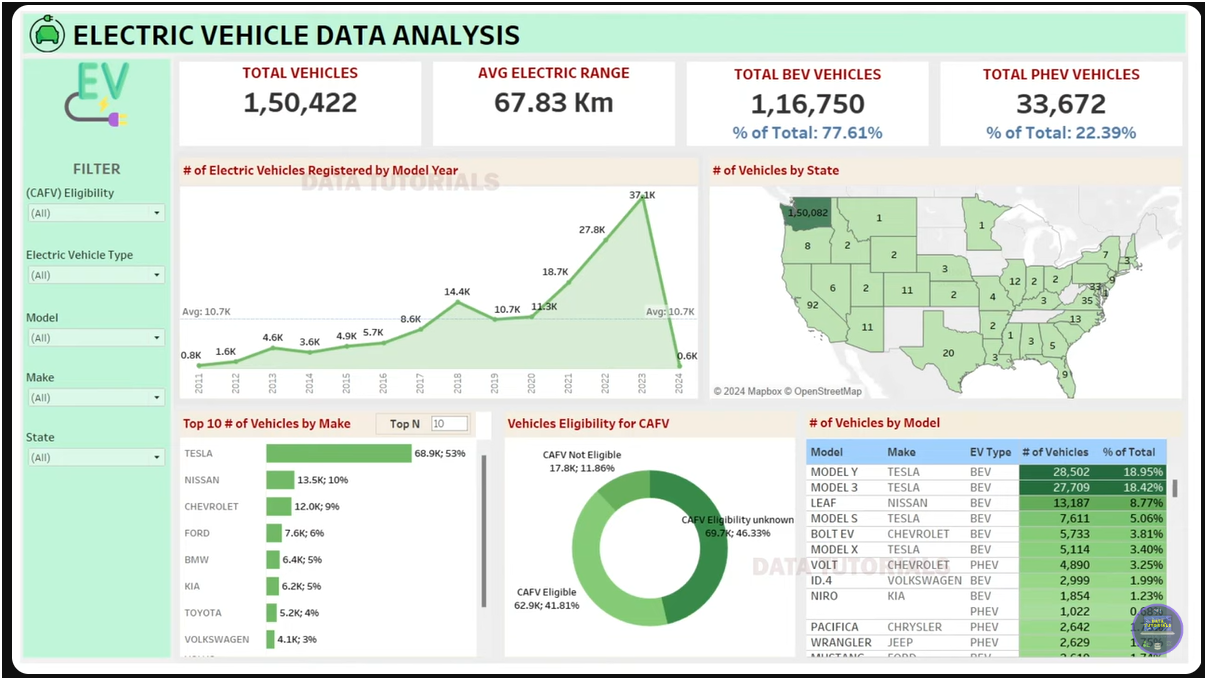 ELECTRIC VEHICLE DATA ANALYSIS
EV
FILTER
(CAFV) Eligibility
(All)
Electric Vehicle Type
(All)
Model
(All)
Make
(All)
State
(All)
TOTAL VEHICLES
1,50,422
AVG ELECTRIC RANGE
67.83 Km
TOTAL BEV VEHICLES
1,16,750
% of Total: 77.61%
TOTAL PHEV VEHICLES
33,672
% of Total: 22.39%
# of Electric Vehicles Registered by Model Year
DATA TUTORIALS
37.1K
27.8K
18.7K
14.4K
10.7K
11.3K
8.6K
Avg: 10.7K
Avg: 10.7K
0.8K
1.6K
4.6K
3.6K
4.9K
5.7K
0.6K
2011
2012
2013
2014
2015
2016
2017
2018
2019
2020
2021
2022
2023
2024
# of Vehicles by State
1,50,082
1
1
8
2
2
7
3
3
9
6
2
11
2
12
2
2
33
1
92
4
3
35
11
2
13
20
1
3
5
3
9
© 2024 Mapbox © OpenStreetMap
Top 10 # of Vehicles by Make
Top N
10
TESLA 68.9K; 53%
NISSAN 13.5K; 10%
CHEVROLET 12.0K; 9%
FORD 7.6K; 6%
BMW 6.4K; 5%
KIA 6.2K; 5%
TOYOTA 5.2K; 4%
VOLKSWAGEN 4.1K; 3%
Vehicles Eligibility for CAFV
CAFV Not Eligible
17.8K; 11.86%
CAFV Eligibility unknown
69.7K; 46.33%
CAFV Eligible
62.9K; 41.81%
# of Vehicles by Model
Model Make EV Type # of Vehicles % of Total
MODEL Y TESLA BEV 28,502 18.95%
MODEL 3 TESLA BEV 27,709 18.42%
LEAF NISSAN BEV 13,187 8.77%
MODEL S TESLA BEV 7,611 5.06%
BOLT EV CHEVROLET BEV 5,733 3.81%
MODEL X TESLA BEV 5,114 3.40%
VOLT CHEVROLET PHEV 4,890 3.25%
ID.4 VOLKSWAGEN BEV 2,999 1.99%
NIRO KIA BEV 1,854 1.23%
PHEV 1,022 0.68%
PACIFICA CHRYSLER PHEV 2,642
WRANGLER JEEP PHEV 2,629 1.75%
MUSTANG FORD BEV
DATA TUTORIALS
DATA
TUTORIALS